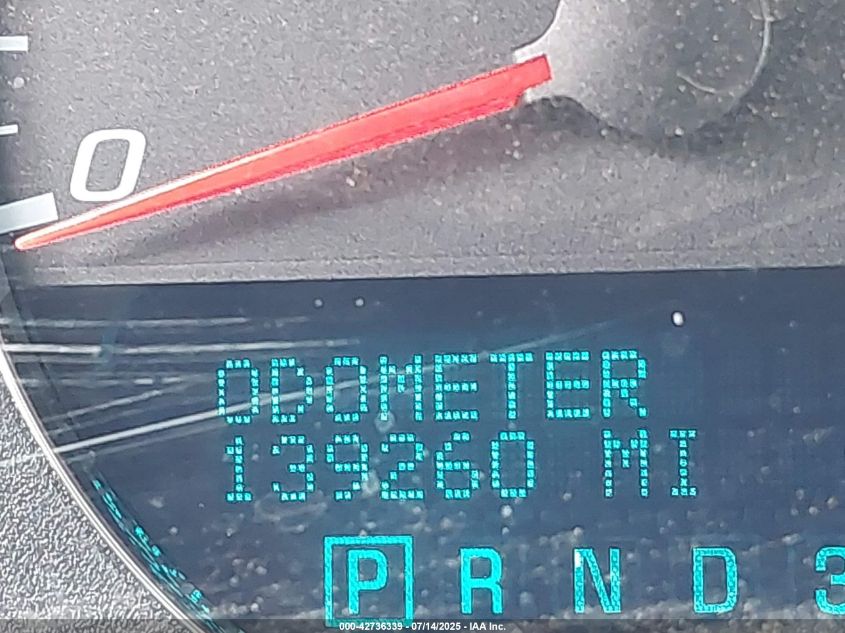 0
ODOMETER
139260 MI
P R N D 3
000-42736339 - 07/14/2025 - IAA Inc.